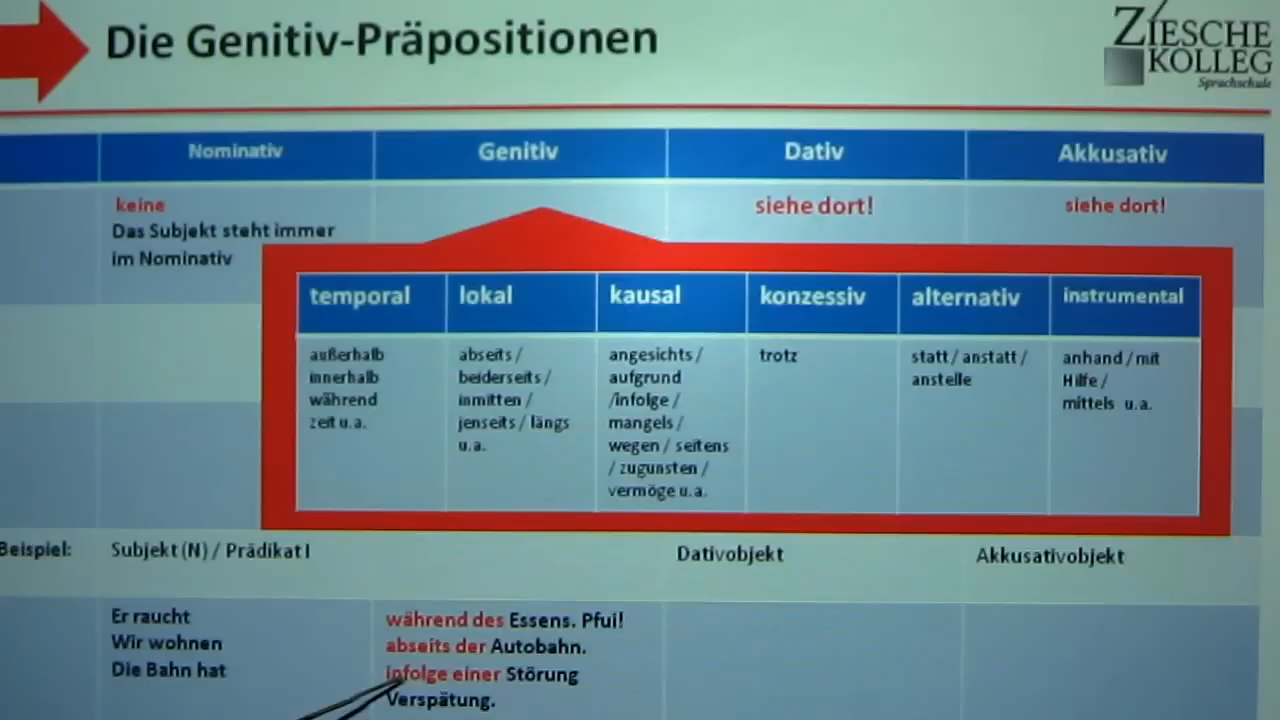 Die Genitiv-Präpositionen
ZIESCHE
KOLLEG
Sprachschule
Nominativ
Genitiv
Dativ
Akkusativ
keine
Das Subjekt steht immer
im Nominativ
siehe dort!
siehe dort!
temporal
lokal
kausal
konzessiv
alternativ
instrumental
außerhalb
innerhalb
während
zeit u.a.
abseits /
beiderseits /
inmitten /
jenseits / längs
u.a.
angesichts /
aufgrund
/infolge /
mangels /
wegen / seitens
/ zugunsten /
vermöge u.a.
trotz
statt / anstatt /
anstelle
anhand / mit
Hilfe /
mittels u.a.
Beispiel:
Subjekt (N) / Prädikat I
Dativobjekt
Akkusativobjekt
Er raucht
Wir wohnen
Die Bahn hat
während des Essens. Pfui!
abseits der Autobahn.
infolge einer Störung
Verspätung.